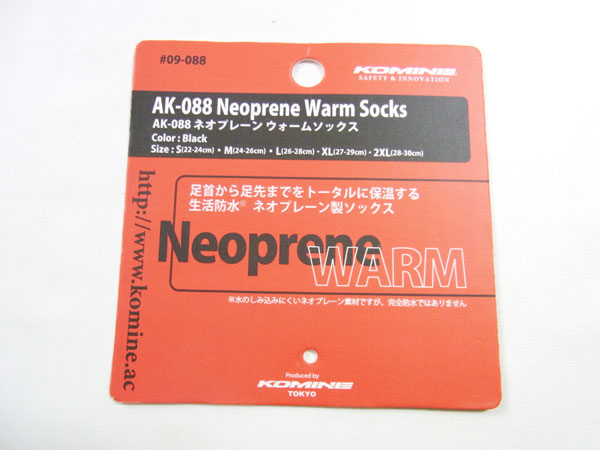 #09-088
KOMINE
SAFETY & INNOVATION
AK-088 Neoprene Warm Socks
AK-088 ネオプレーン ウォームソックス
Color : Black
Size : S(22-24cm)・M(24-26cm)・L(26-28cm)・XL(27-29cm)・2XL(28-30cm)
足首から足先までをトータルに保温する
生活防水※ ネオプレーン製ソックス
Neoprene
WARM
※水のしみ込みにくいネオプレーン素材ですが、完全防水ではありません
http://www.komine.ac
Produced by
KOMINE
TOKYO